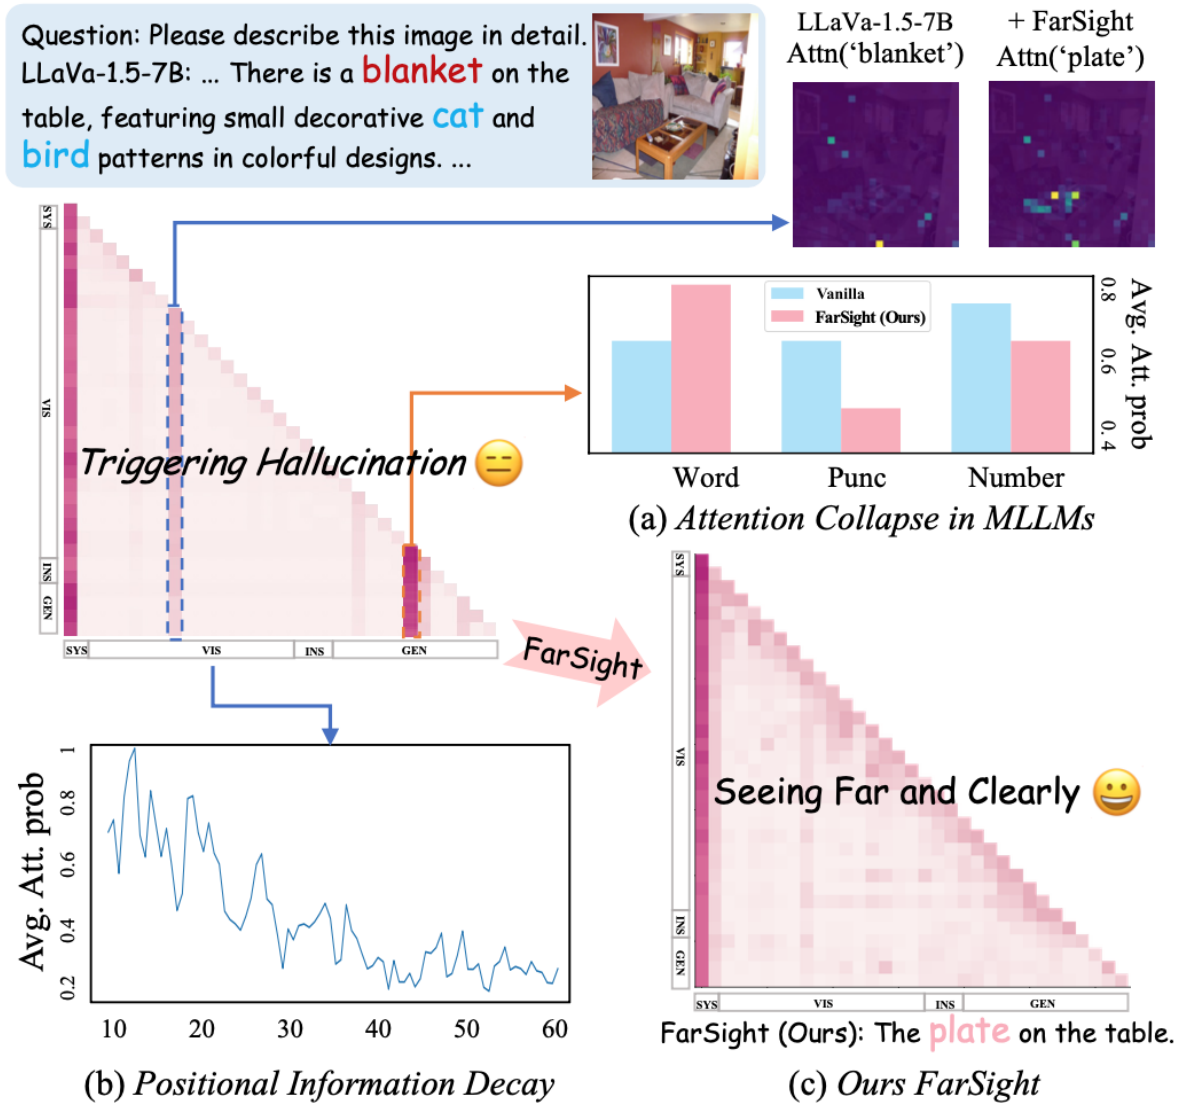 Question: Please describe this image in detail.
LLaVa-1.5-7B: ... There is a blanket on the
table, featuring small decorative cat and
bird patterns in colorful designs. ...
LLaVa-1.5-7B
Attn(‘blanket’)
+ FarSight
Attn(‘plate’)
SYS
VIS
INS
GEN
Triggering Hallucination
SYS
VIS
INS
GEN
Vanilla
FarSight (Ours)
0.8
0.6
0.4
Avg. Att. prob
Word
Punc
Number
(a) Attention Collapse in MLLMs
FarSight
Avg. Att. prob
1
0.8
0.6
0.4
0.2
10
20
30
40
50
60
(b) Positional Information Decay
SYS
VIS
INS
GEN
Seeing Far and Clearly
SYS
VIS
INS
GEN
FarSight (Ours): The plate on the table.
(c) Ours FarSight